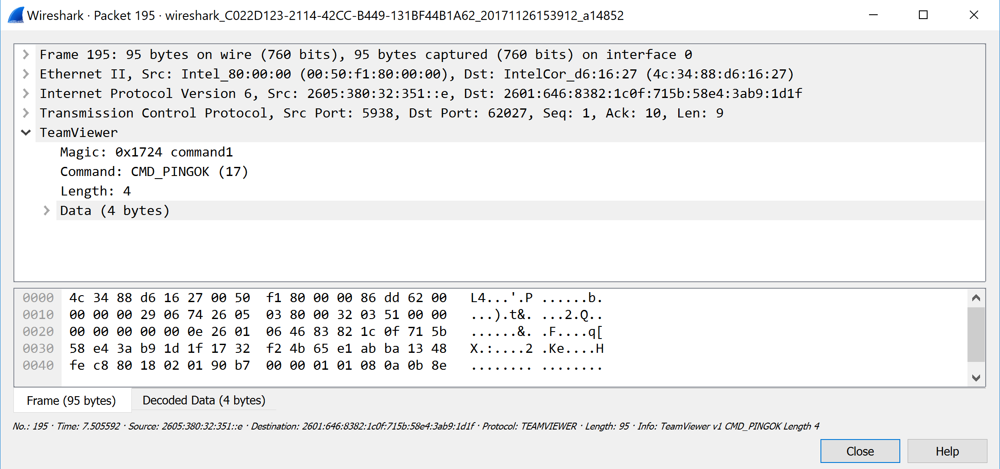 Wireshark · Packet 195 · wireshark_C022D123-2114-42CC-B449-131BF44B1A62_20171126153912_a14852
Frame 195: 95 bytes on wire (760 bits), 95 bytes captured (760 bits) on interface 0
Ethernet II, Src: Intel_80:00:00 (00:50:f1:80:00:00), Dst: IntelCor_d6:16:27 (4c:34:88:d6:16:27)
Internet Protocol Version 6, Src: 2605:380:32:351::e, Dst: 2601:646:8382:1c0f:715b:58e4:3ab9:1d1f
Transmission Control Protocol, Src Port: 5938, Dst Port: 62027, Seq: 1, Ack: 10, Len: 9
TeamViewer
Magic: 0x1724 command1
Command: CMD_PINGOK (17)
Length: 4
Data (4 bytes)
0000 4c 34 88 d6 16 27 00 50 f1 80 00 00 86 dd 62 00 L4...'.P ......b.
0010 00 00 00 29 06 74 26 05 03 80 00 32 03 51 00 00 ...).t&. ...2.Q..
0020 00 00 00 00 00 0e 26 01 06 46 83 82 1c 0f 71 5b ......&. .F....q[
0030 58 e4 3a b9 1d 1f 17 32 f2 4b 65 e1 ab ba 13 48 X.:....2 .Ke....H
0040 fe c8 80 18 02 01 90 b7 00 00 01 01 08 0a 0b 8e ........ ........
Frame (95 bytes) Decoded Data (4 bytes)
No.: 195 · Time: 7.505592 · Source: 2605:380:32:351::e · Destination: 2601:646:8382:1c0f:715b:58e4:3ab9:1d1f · Protocol: TEAMVIEWER · Length: 95 · Info: TeamViewer v1 CMD_PINGOK Length 4
Close Help